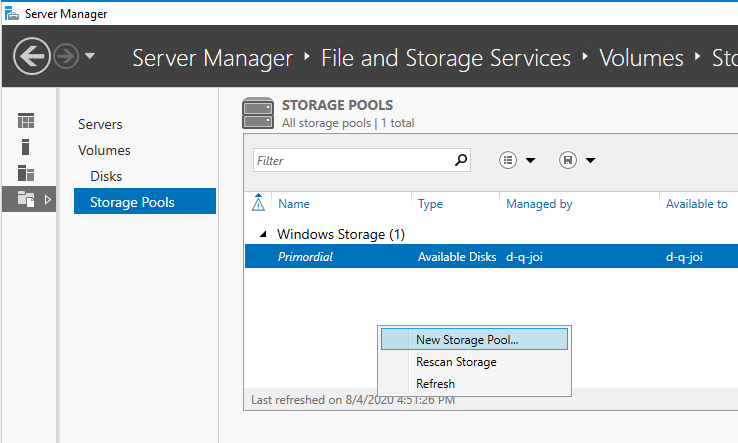 Server Manager
Server Manager ‣ File and Storage Services ‣ Volumes ‣
Servers
Volumes
Disks
Storage Pools
STORAGE POOLS
All storage pools | 1 total
Filter
Name Type Managed by Available to
Windows Storage (1)
Primordial Available Disks d-q-joi d-q-joi
New Storage Pool...
Rescan Storage
Refresh
Last refreshed on 8/4/2020 4:51:26 PM